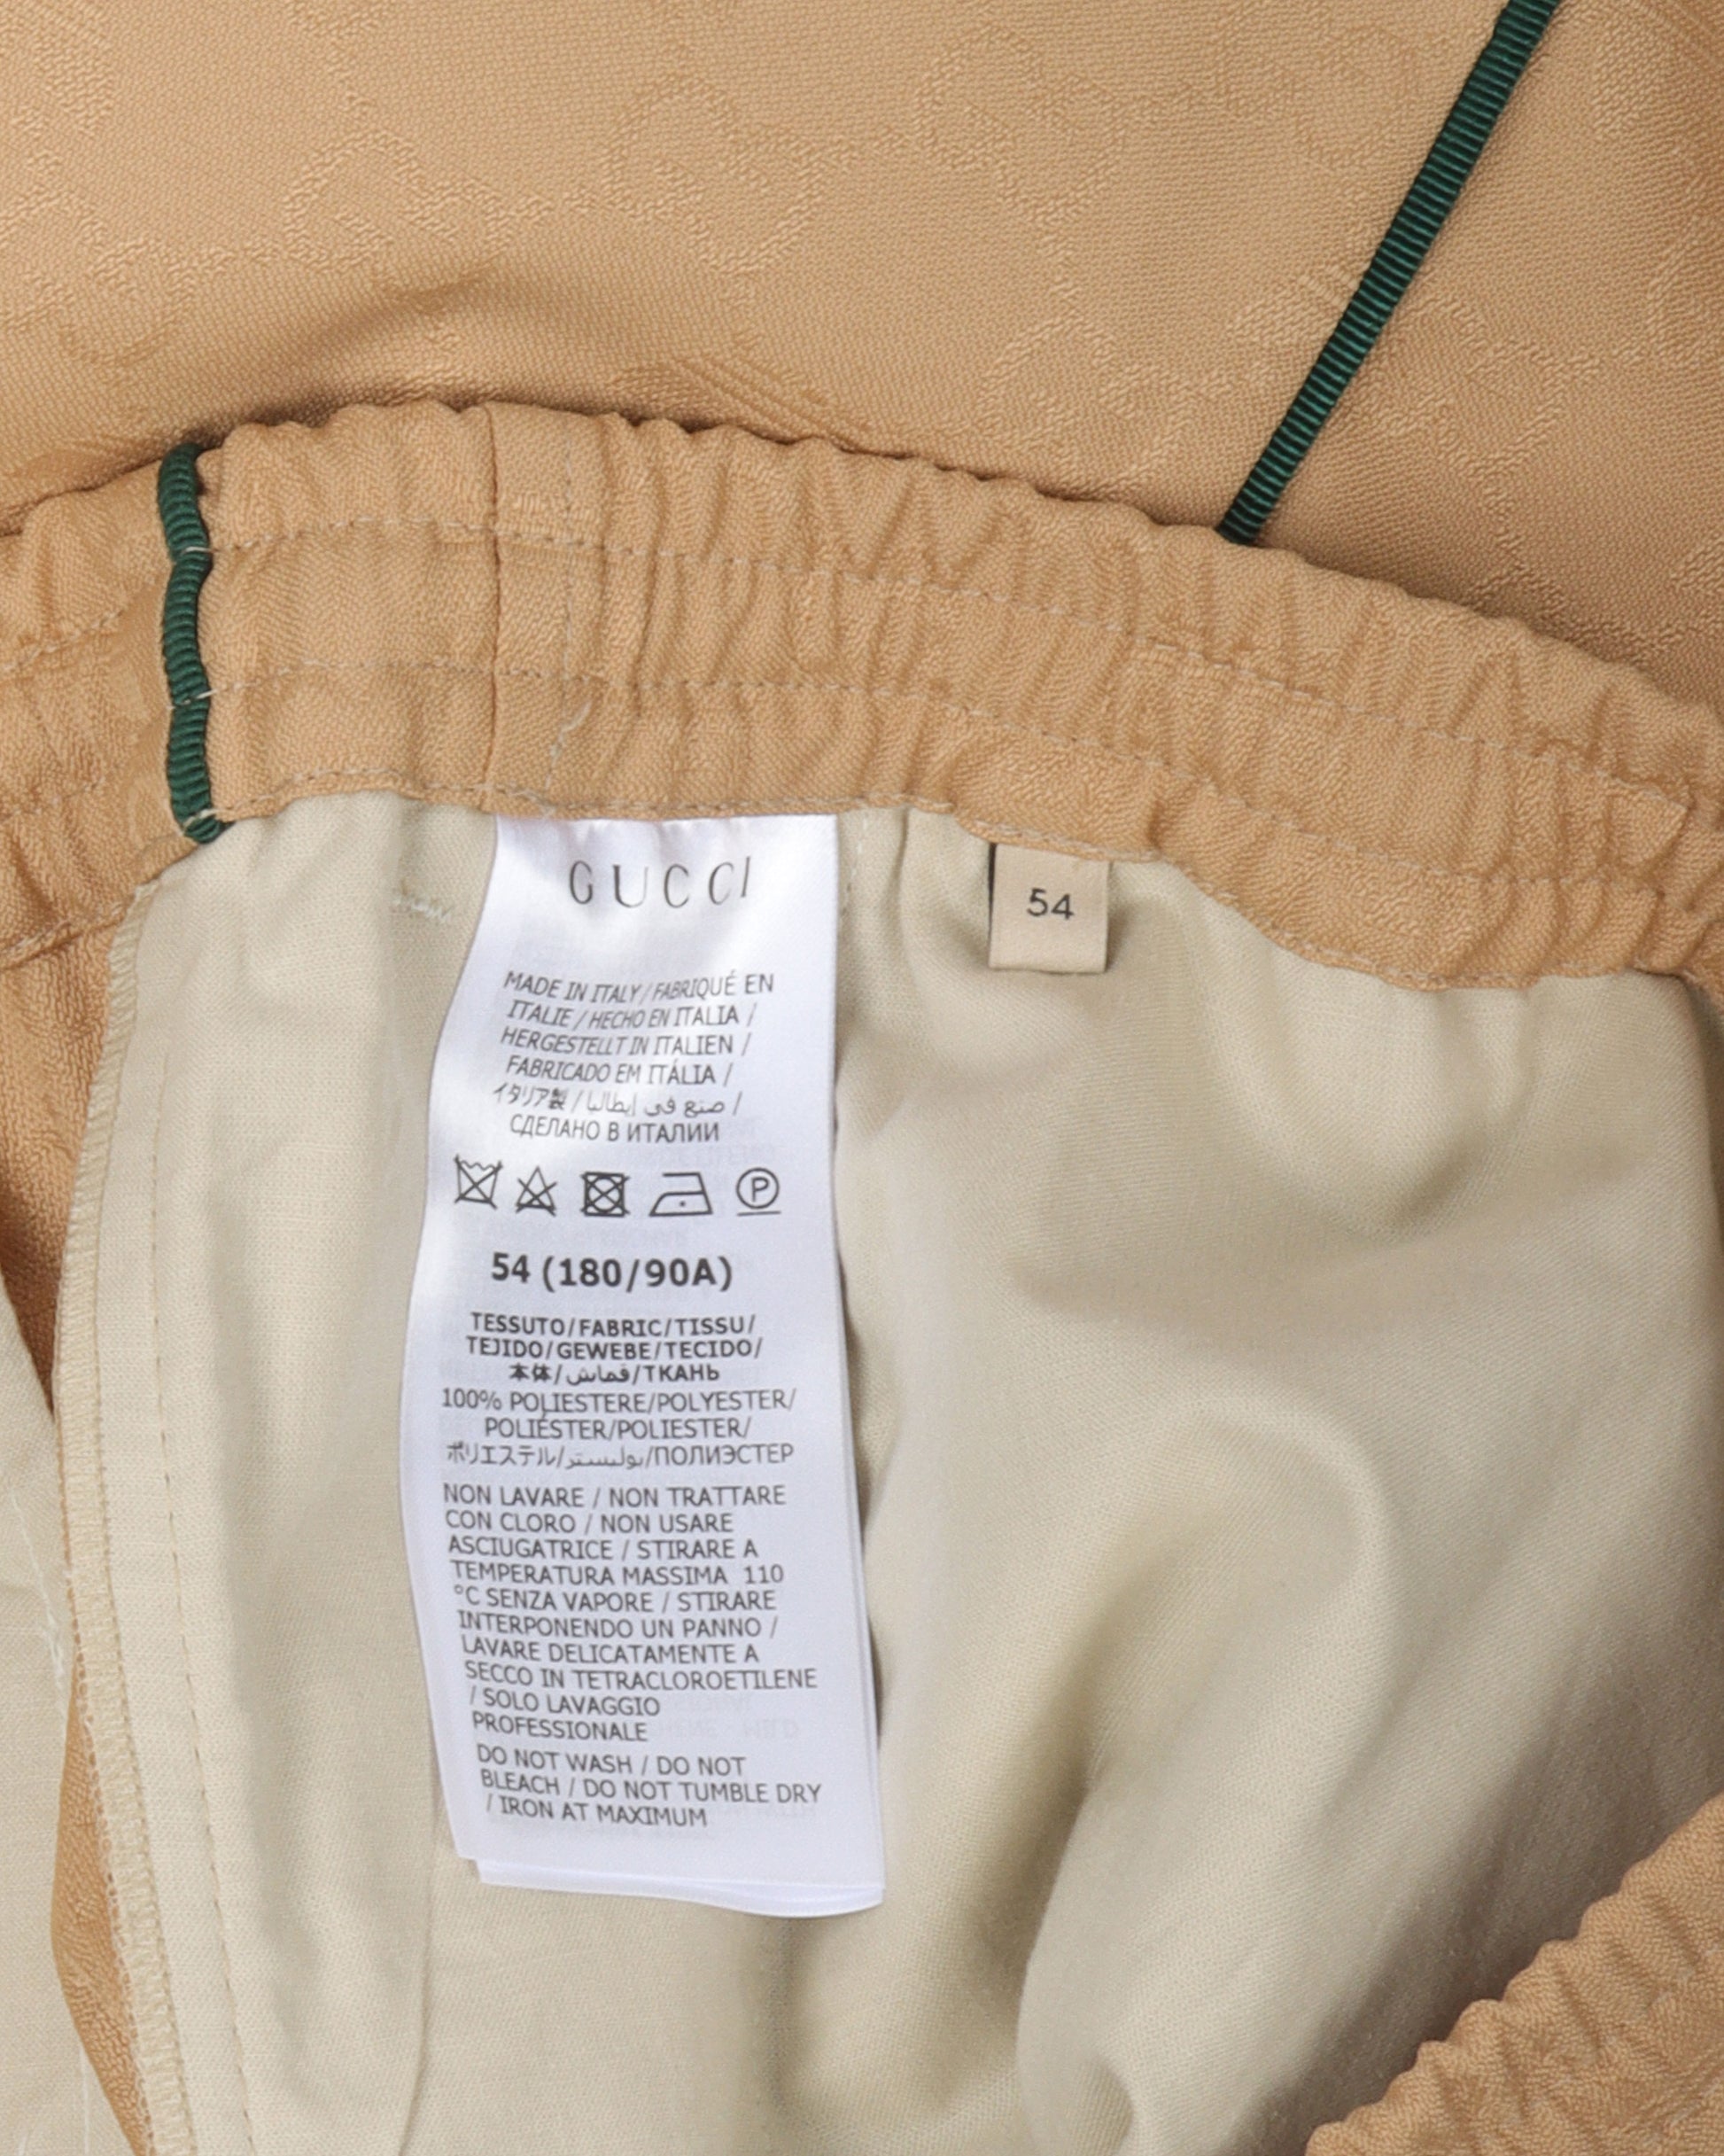 GUCCI
54
MADE IN ITALY / FABRIQUÉ EN
ITALIE / HECHO EN ITALIA /
HERGESTELLT IN ITALIEN /
FABRICADO EM ITÁLIA /
イタリア製 / صنع في إيطاليا /
СДЕЛАНО В ИТАЛИИ
P
54 (180/90A)
TESSUTO/FABRIC/TISSU/
TEJIDO/GEWEBE/TECIDO/
本体/قماش/ТКАНЬ
100% POLIESTERE/POLYESTER/
POLIÉSTER/POLIESTER/
ポリエステル/بوليستر/ПОЛИЭСТЕР
NON LAVARE / NON TRATTARE
CON CLORO / NON USARE
ASCIUGATRICE / STIRARE A
TEMPERATURA MASSIMA 110
°C SENZA VAPORE / STIRARE
INTERPONENDO UN PANNO /
LAVARE DELICATAMENTE A
SECCO IN TETRACLOROETILENE
/ SOLO LAVAGGIO
PROFESSIONALE
DO NOT WASH / DO NOT
BLEACH / DO NOT TUMBLE DRY
/ IRON AT MAXIMUM